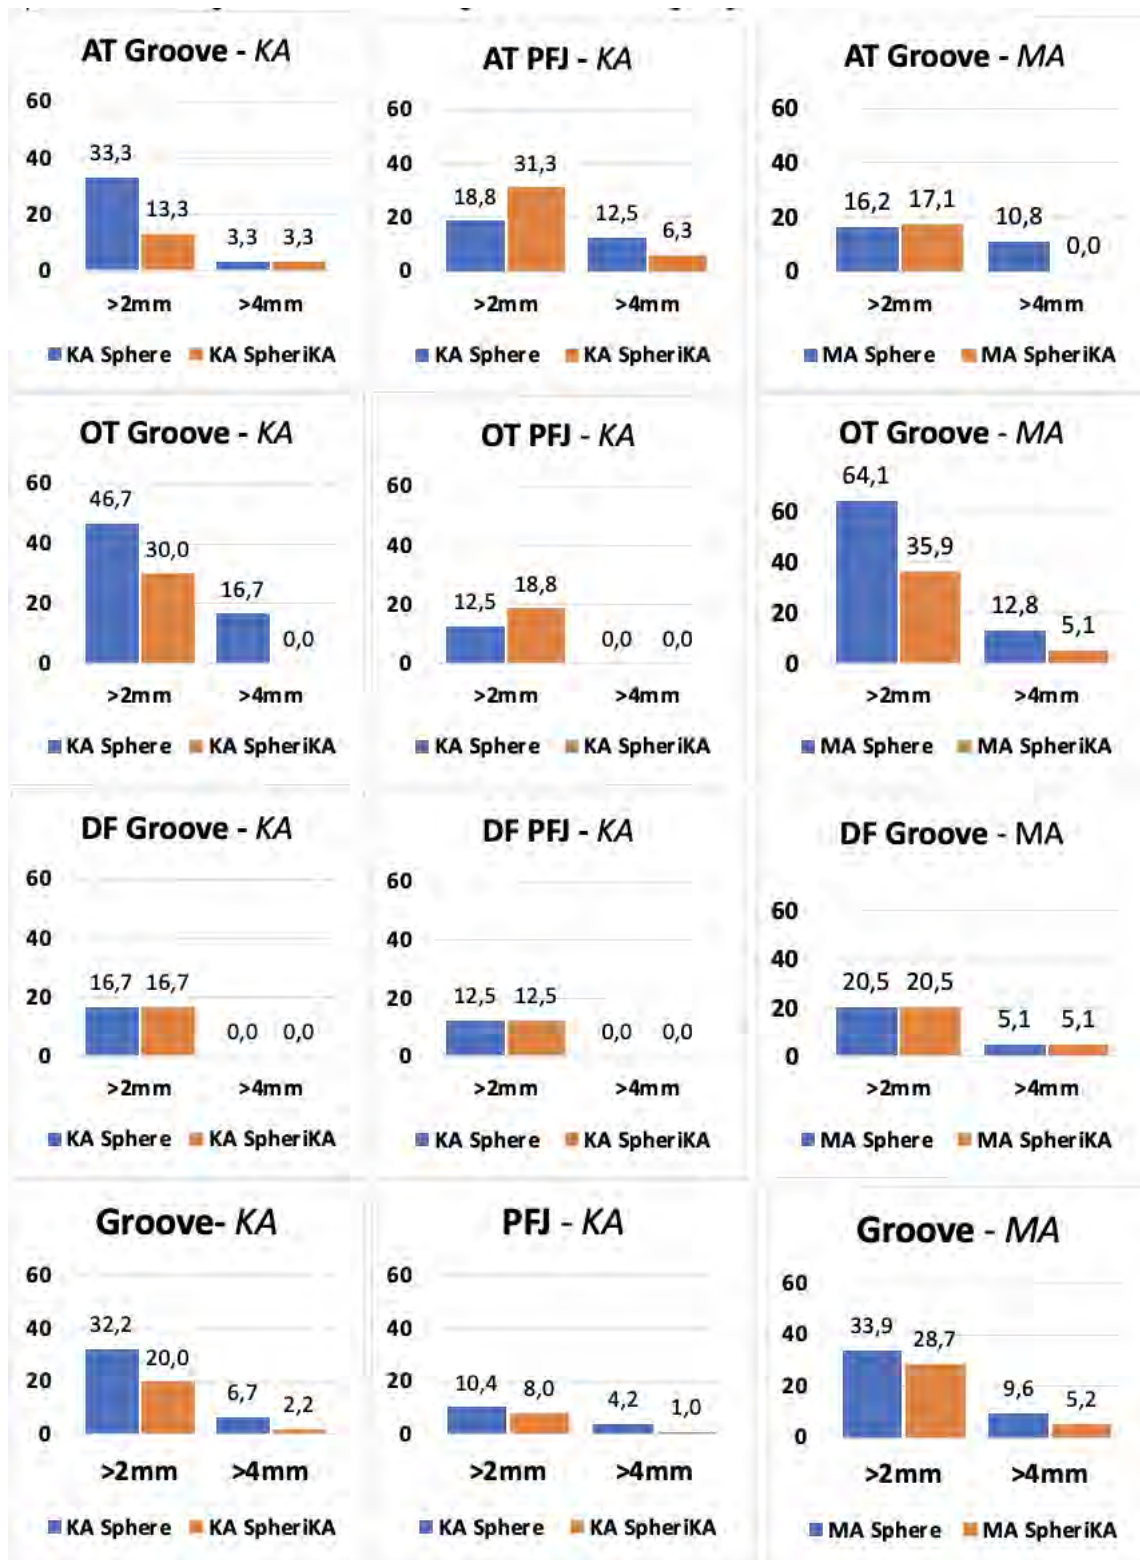 AT Groove - KA
60
40
20
0
33,3
13,3
3,3
3,3
>2mm >4mm
KA Sphere KA SpheriKA
AT PFJ - KA
60
40
20
0
18,8
31,3
12,5
6,3
>2mm >4mm
KA Sphere KA SpheriKA
AT Groove - MA
60
40
20
0
16,2
17,1
10,8
0,0
>2mm >4mm
MA Sphere MA SpheriKA
OT Groove - KA
60
40
20
0
46,7
30,0
16,7
0,0
>2mm >4mm
KA Sphere KA SpheriKA
OT PFJ - KA
60
40
20
0
12,5
18,8
0,0
0,0
>2mm >4mm
KA Sphere KA SpheriKA
OT Groove - MA
60
40
20
0
64,1
35,9
12,8
5,1
>2mm >4mm
MA Sphere MA SpheriKA
DF Groove - KA
60
40
20
0
16,7
16,7
0,0
0,0
>2mm >4mm
KA Sphere KA SpheriKA
DF PFJ - KA
60
40
20
0
12,5
12,5
0,0
0,0
>2mm >4mm
KA Sphere KA SpheriKA
DF Groove - MA
60
40
20
0
20,5
20,5
5,1
5,1
>2mm >4mm
MA Sphere MA SpheriKA
Groove- KA
60
40
20
0
32,2
20,0
6,7
2,2
>2mm >4mm
KA Sphere KA SpheriKA
PFJ - KA
60
40
20
0
10,4
8,0
4,2
1,0
>2mm >4mm
KA Sphere KA SpheriKA
Groove - MA
60
40
20
0
33,9
28,7
9,6
5,2
>2mm >4mm
MA Sphere MA SpheriKA